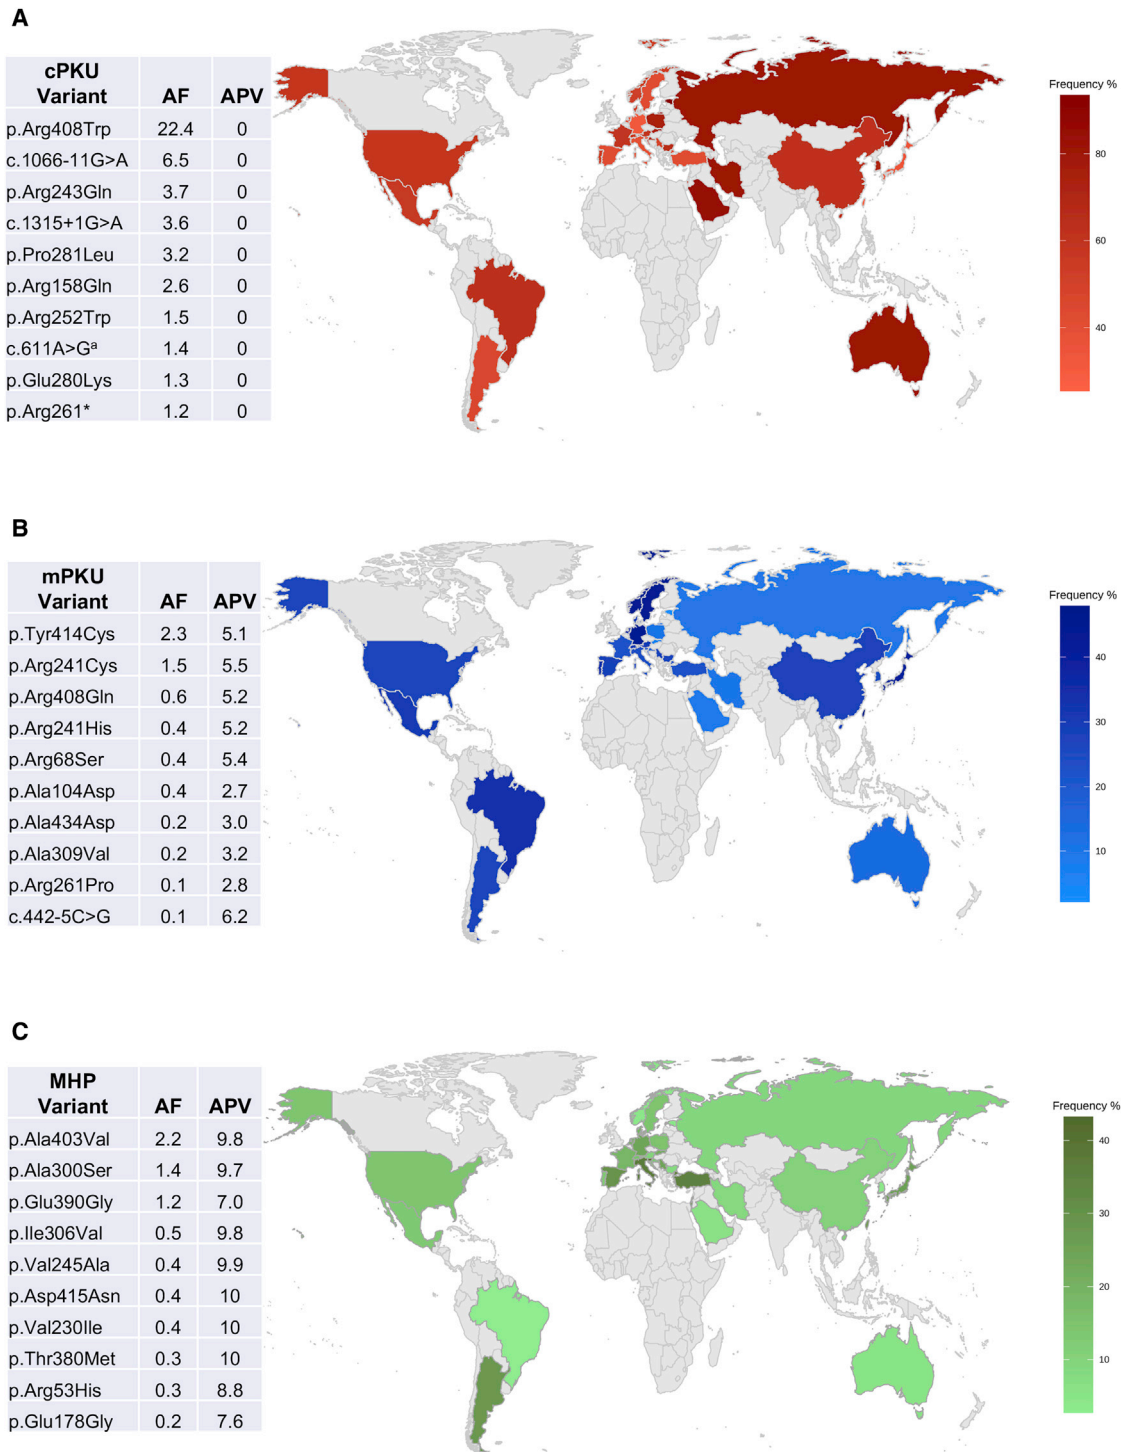 A
cPKU
Variant AF APV
p.Arg408Trp 22.4 0
c.1066-11G>A 6.5 0
p.Arg243Gln 3.7 0
c.1315+1G>A 3.6 0
p.Pro281Leu 3.2 0
p.Arg158Gln 2.6 0
p.Arg252Trp 1.5 0
c.611A>Gᵃ 1.4 0
p.Glu280Lys 1.3 0
p.Arg261* 1.2 0
Frequency %
80
60
40
B
mPKU
Variant AF APV
p.Tyr414Cys 2.3 5.1
p.Arg241Cys 1.5 5.5
p.Arg408Gln 0.6 5.2
p.Arg241His 0.4 5.2
p.Arg68Ser 0.4 5.4
p.Ala104Asp 0.4 2.7
p.Ala434Asp 0.2 3.0
p.Ala309Val 0.2 3.2
p.Arg261Pro 0.1 2.8
c.442-5C>G 0.1 6.2
Frequency %
40
30
20
10
C
MHP
Variant AF APV
p.Ala403Val 2.2 9.8
p.Ala300Ser 1.4 9.7
p.Glu390Gly 1.2 7.0
p.Ile306Val 0.5 9.8
p.Val245Ala 0.4 9.9
p.Asp415Asn 0.4 10
p.Val230Ile 0.4 10
p.Thr380Met 0.3 10
p.Arg53His 0.3 8.8
p.Glu178Gly 0.2 7.6
Frequency %
40
30
20
10